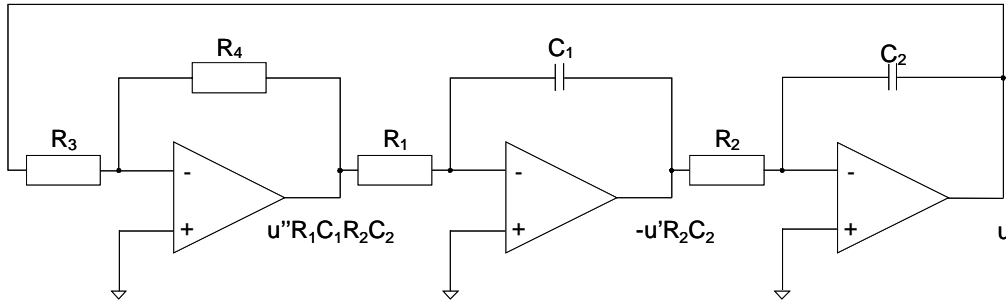 R₄
C₁
C₂
R₃
R₁
R₂
-
-
-
+
+
+
u''R₁C₁R₂C₂
-u'R₂C₂
u